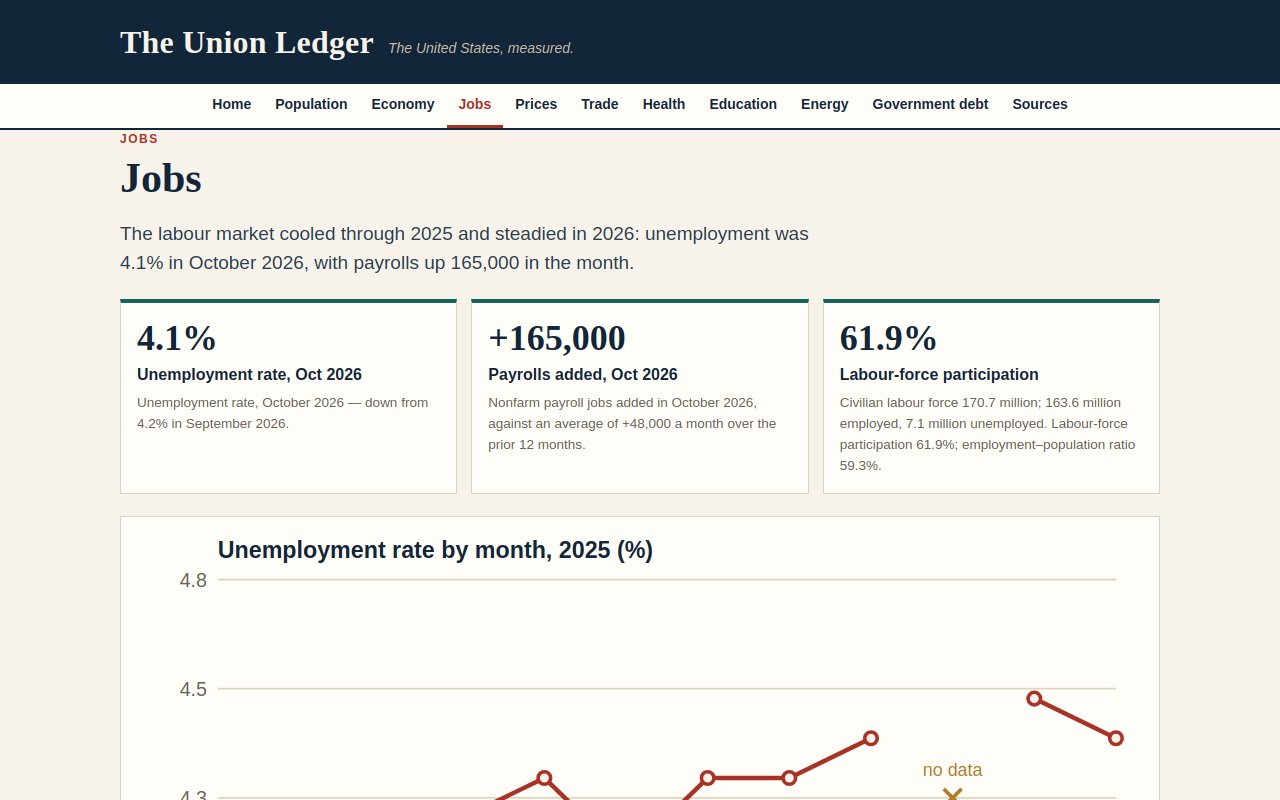 The Union Ledger The United States, measured.
Home Population Economy Jobs Prices Trade Health Education Energy Government debt Sources
JOBS
Jobs
The labour market cooled through 2025 and steadied in 2026: unemployment was
4.1% in October 2026, with payrolls up 165,000 in the month.
4.1%
Unemployment rate, Oct 2026
Unemployment rate, October 2026 — down from
4.2% in September 2026.
+165,000
Payrolls added, Oct 2026
Nonfarm payroll jobs added in October 2026,
against an average of +48,000 a month over the
prior 12 months.
61.9%
Labour-force participation
Civilian labour force 170.7 million; 163.6 million
employed, 7.1 million unemployed. Labour-force
participation 61.9%; employment–population ratio
59.3%.
Unemployment rate by month, 2025 (%)
4.8
4.5
no data
4.3